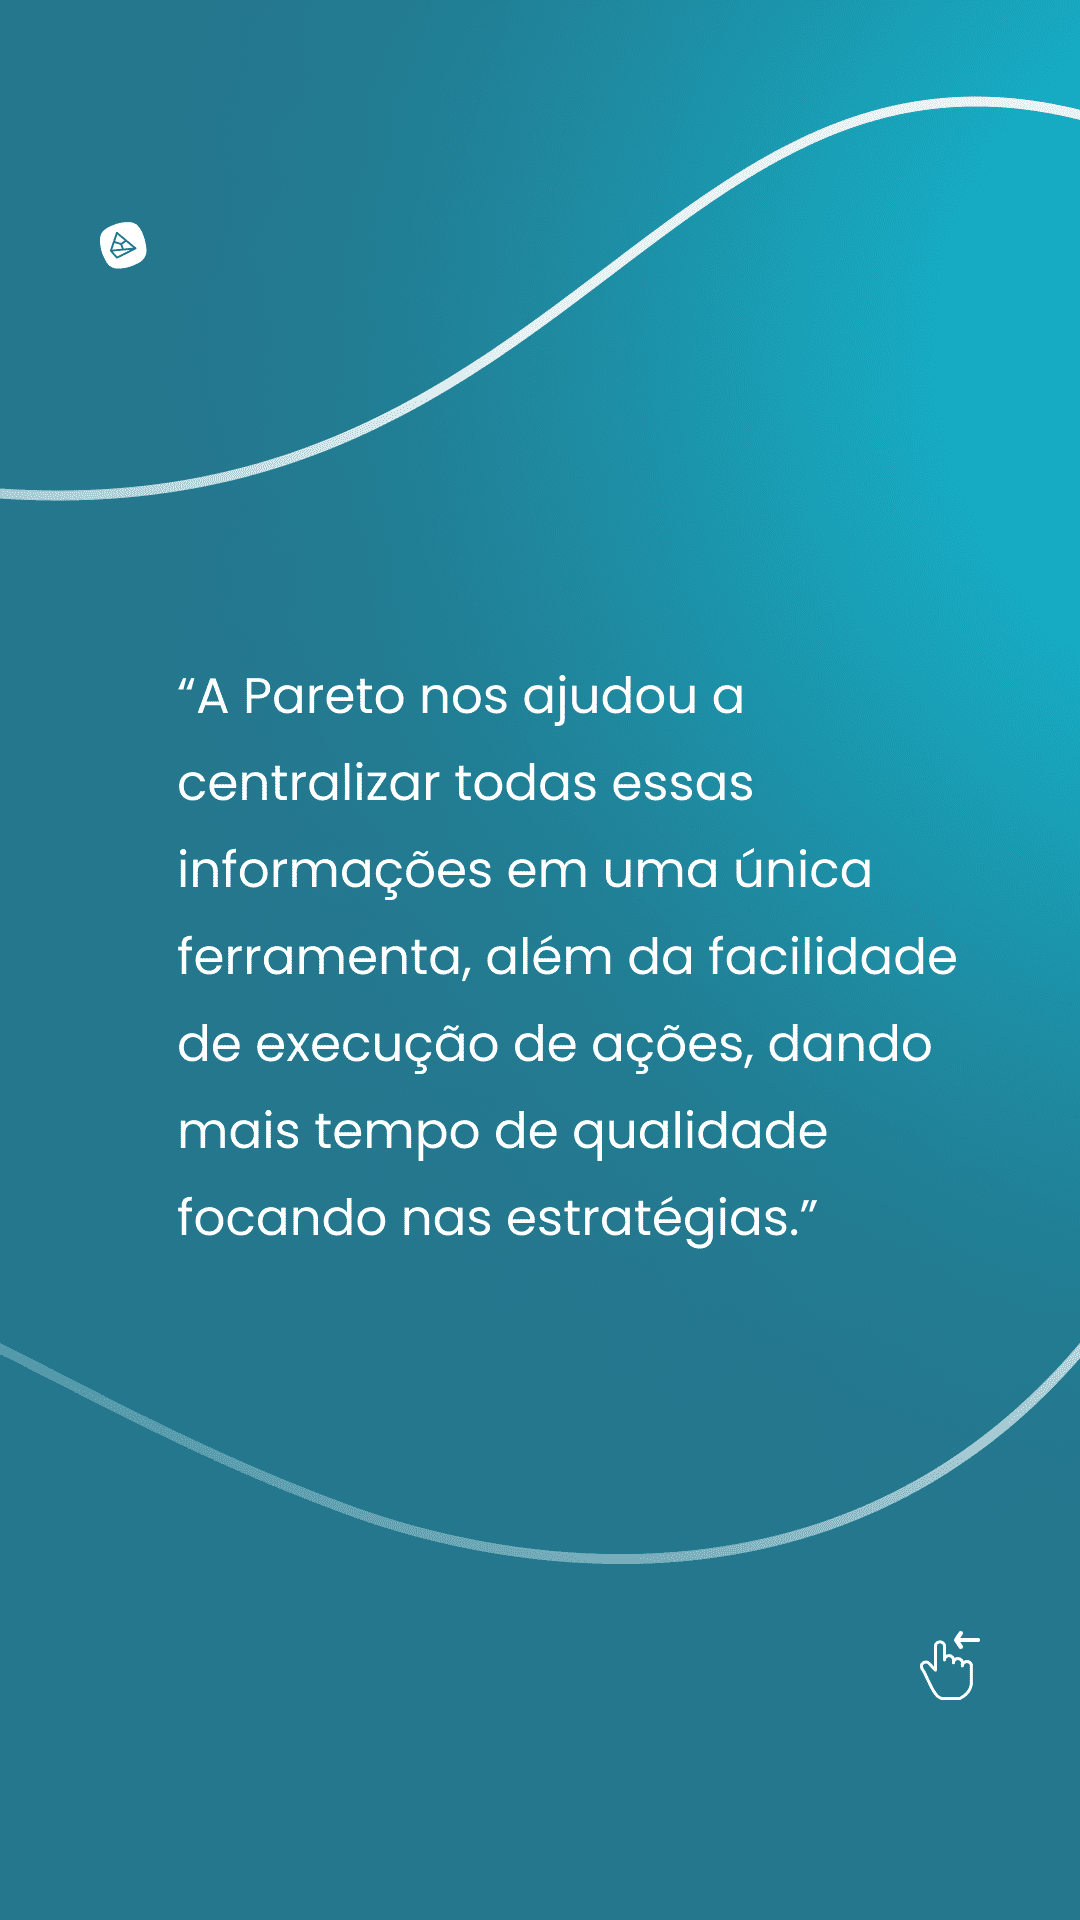 “A Pareto nos ajudou a
centralizar todas essas
informações em uma única
ferramenta, além da facilidade
de execução de ações, dando
mais tempo de qualidade
focando nas estratégias.”